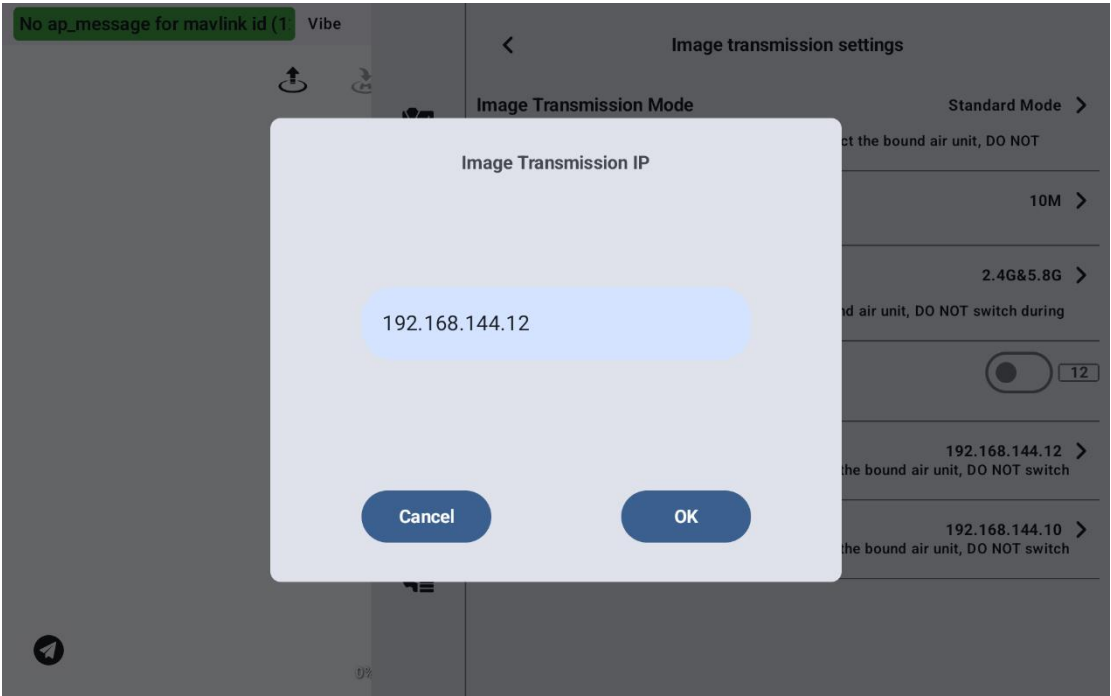 No ap_message for mavlink id (1
Vibe
Image transmission settings
Image Transmission Mode
Standard Mode
ct the bound air unit, DO NOT
Image Transmission IP
10M
2.4G&5.8G
nd air unit, DO NOT switch during
192.168.144.12
12
192.168.144.12
the bound air unit, DO NOT switch
Cancel
OK
192.168.144.10
the bound air unit, DO NOT switch
0%